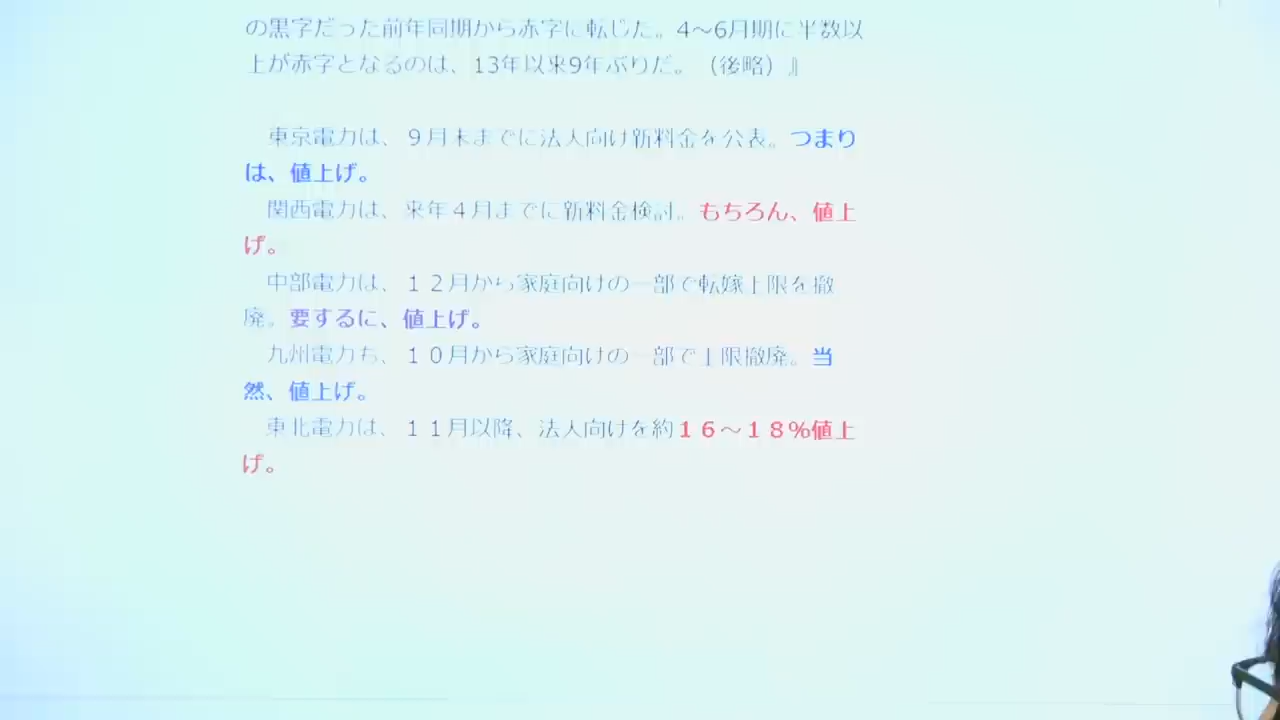 の黒字だった前年同期から赤字に転じた。4〜6月期に半数以
上が赤字となるのは、13年以来9年ぶりだ。（後略）』
東京電力は、９月末までに法人向け新料金を公表。つまり
は、値上げ。
関西電力は、来年４月までに新料金検討。もちろん、値上
げ。
中部電力は、１２月から家庭向けの一部で転嫁上限を撤
廃。要するに、値上げ。
九州電力も、１０月から家庭向けの一部で上限撤廃。当
然、値上げ。
東北電力は、１１月以降、法人向けを約１６〜１８%値上
げ。